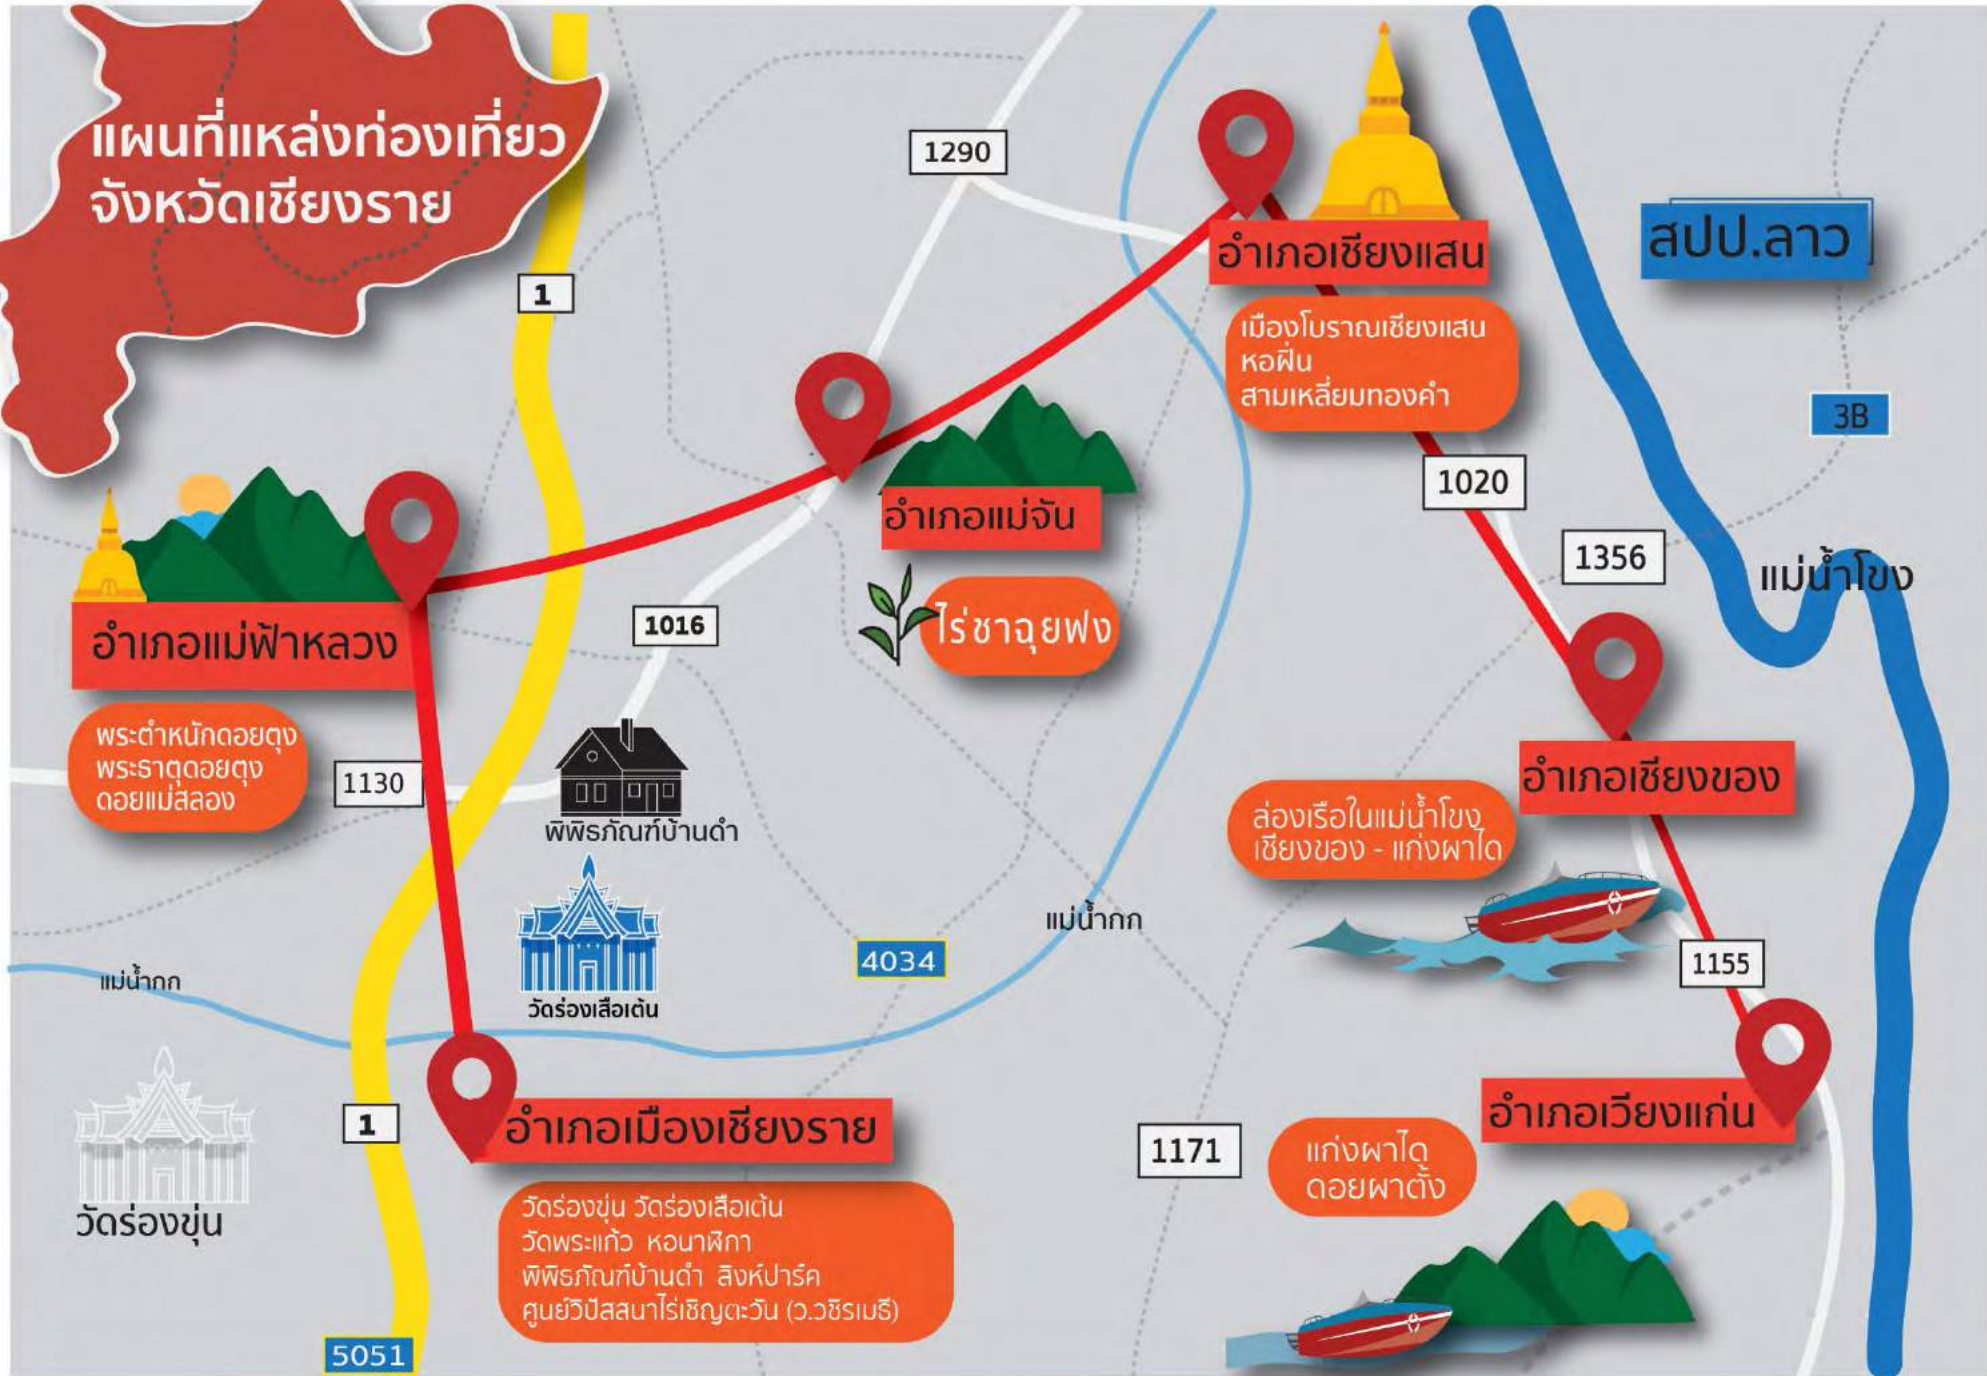 แผนที่แหล่งท่องเที่ยว
จังหวัดเชียงราย
1
1290
อำเภอเชียงแสน
เมืองโบราณเชียงแสน
หอฝิ่น
สามเหลี่ยมทองคำ
สปป.ลาว
3B
1020
1356
แม่น้ำโขง
อำเภอแม่จัน
ไร่ชาฉุยฟง
1016
อำเภอแม่ฟ้าหลวง
พระตำหนักดอยตุง
พระธาตุดอยตุง
ดอยแม่สลอง
1130
พิพิธภัณฑ์บ้านดำ
วัดร่องเสือเต้น
อำเภอเชียงของ
ล่องเรือในแม่น้ำโขง
เชียงของ - แก่งผาได
แม่น้ำกก
4034
1155
แม่น้ำกก
วัดร่องขุ่น
1
อำเภอเมืองเชียงราย
วัดร่องขุ่น วัดร่องเสือเต้น
วัดพระแก้ว หอนาฬิกา
พิพิธภัณฑ์บ้านดำ สิงห์ปาร์ค
ศูนย์วิปัสสนาไร่เชิญตะวัน (ว.วชิรเมธี)
1171
อำเภอเวียงแก่น
แก่งผาได
ดอยผาตั้ง
5051